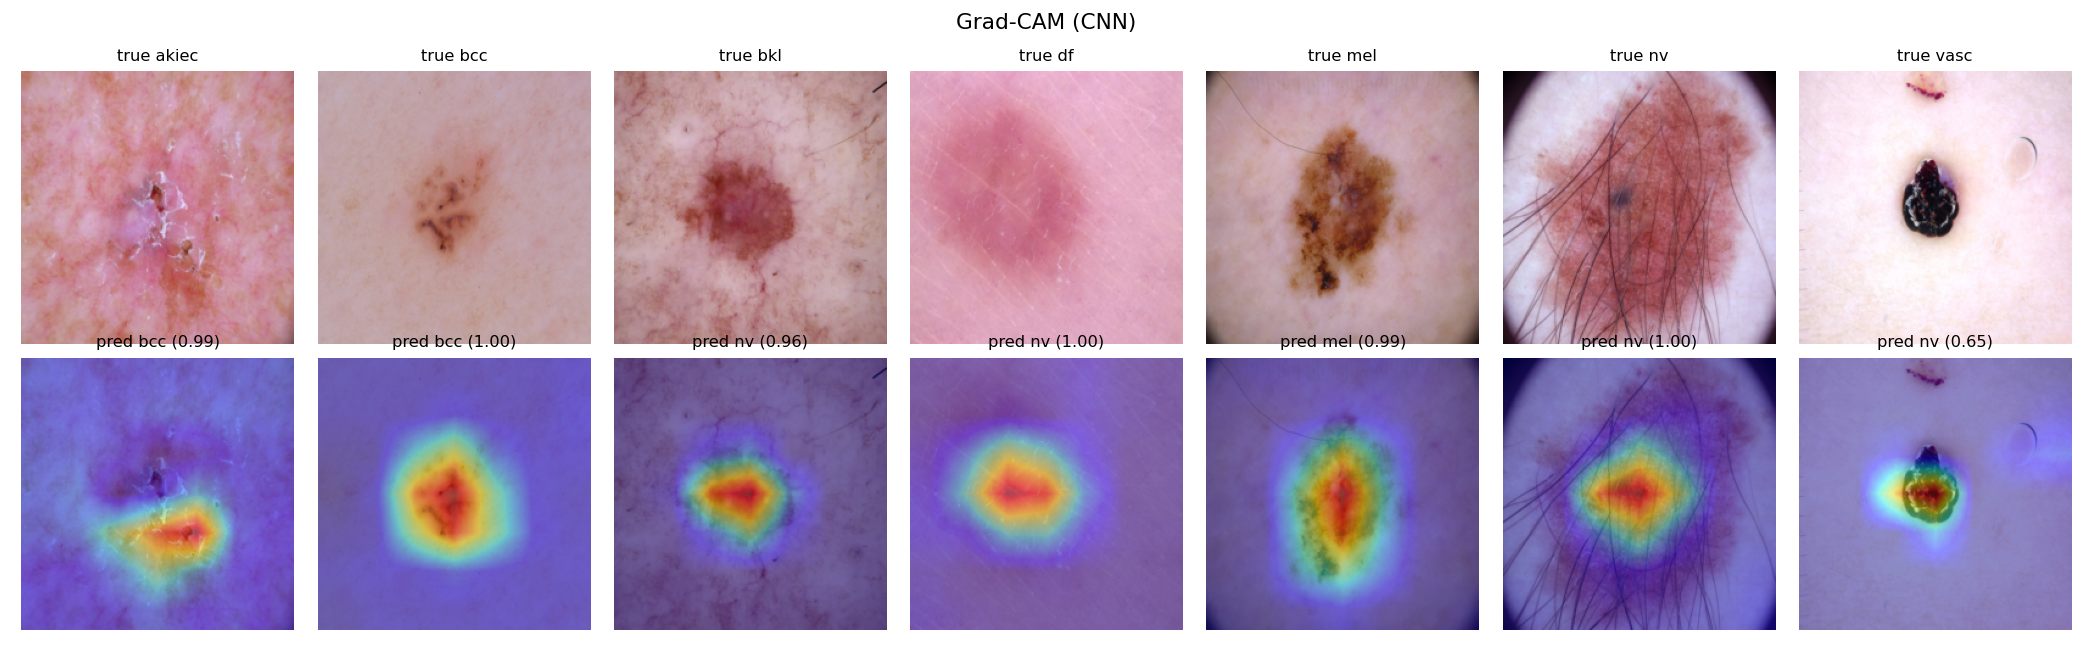 Grad-CAM (CNN)
true akiec true bcc true bkl true df true mel true nv true vasc
pred bcc (0.99) pred bcc (1.00) pred nv (0.96) pred nv (1.00) pred mel (0.99) pred nv (1.00) pred nv (0.65)